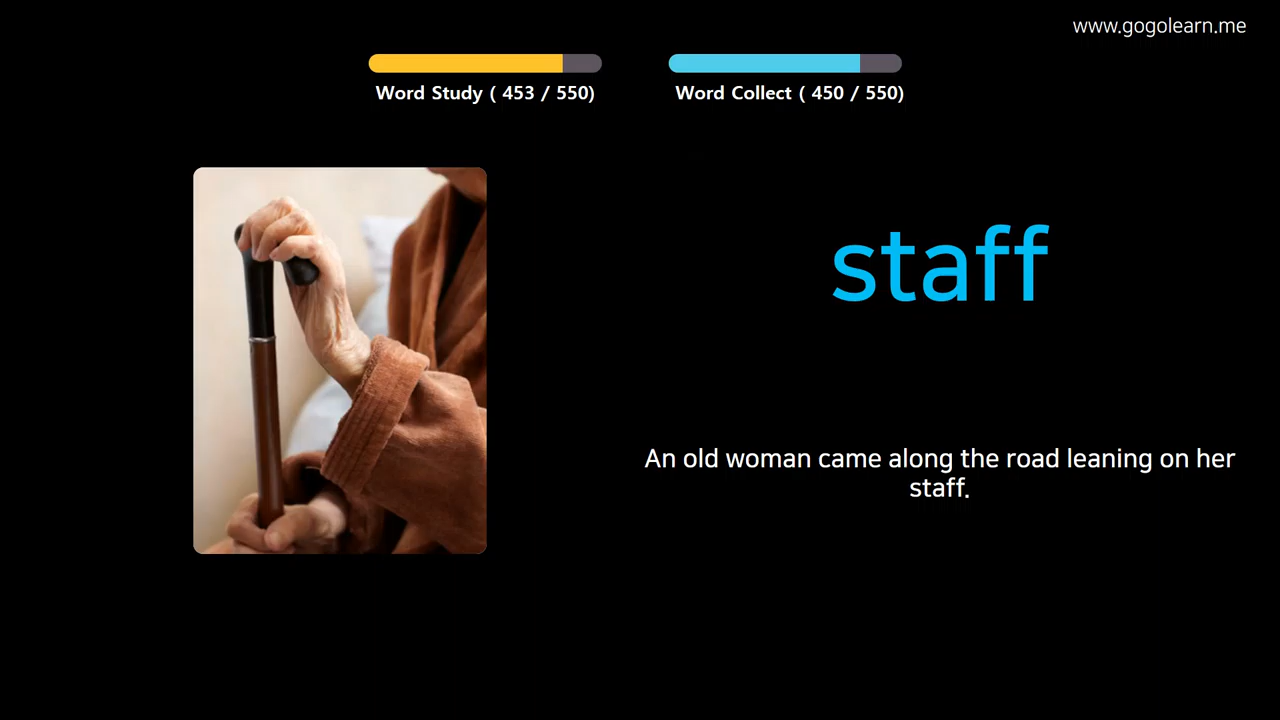 www.gogolearn.me
Word Study ( 453 / 550)
Word Collect ( 450 / 550)
staff
An old woman came along the road leaning on her
staff.